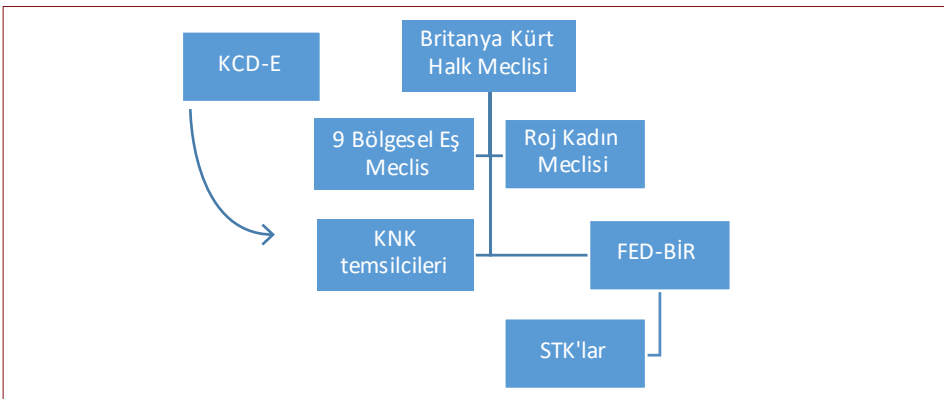 KCD-E
Britanya Kürt
Halk Meclisi
9 Bölgesel Eş
Meclis
Roj Kadın
Meclisi
KNK
temsilcileri
FED-BİR
STK'lar